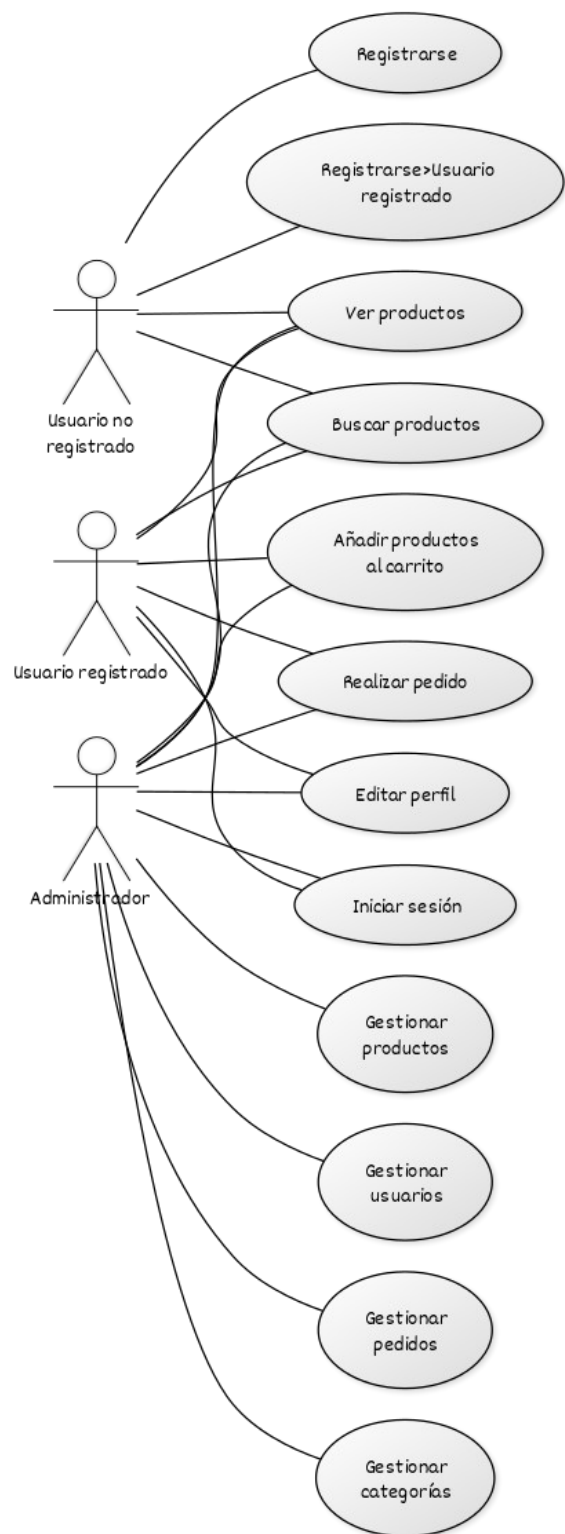 Registrarse
Registrarse>Usuario
registrado
Ver productos
Usuario no
registrado
Buscar productos
Añadir productos
al carrito
Usuario registrado
Realizar pedido
Editar perfil
Administrador
Iniciar sesión
Gestionar
productos
Gestionar
usuarios
Gestionar
pedidos
Gestionar
categorías